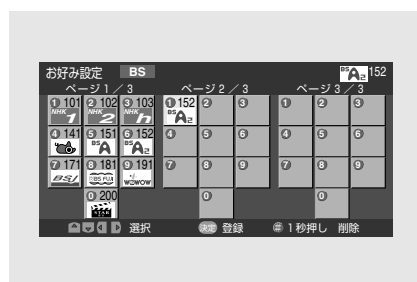 お好み設定 BS BS A2 152
ページ1／3 ページ2／3 ページ3／3
① 101 ② 102 ③ 103 ① 152 ② ③ ① ② ③
NHK 1 NHK 2 NHK h BS A2
④ 141 ⑤ 151 ⑥ 152 ④ ⑤ ⑥ ④ ⑤ ⑥
BS A BS A2
⑦ 171 ⑧ 181 ⑨ 191 ⑦ ⑧ ⑨ ⑦ ⑧ ⑨
BSJ BS FUJI WOWOW
⓪ 200 ⓪ ⓪
STAR
選択 決定 登録 # 1秒押し 削除